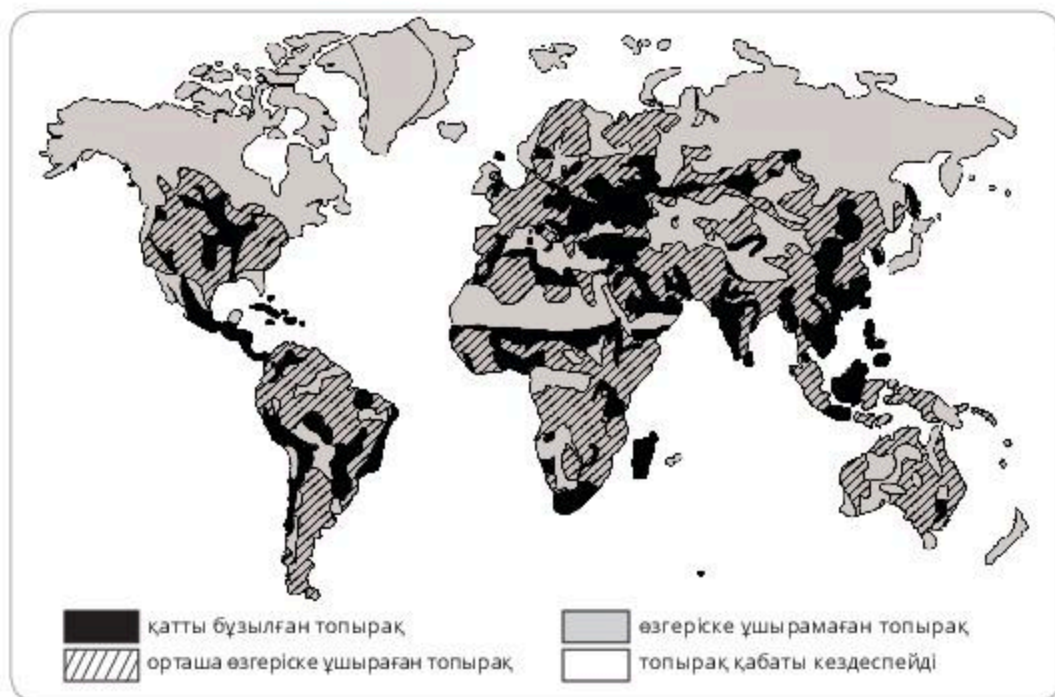 қатты бұзылған топырақ
өзгеріске ұшырамаған топырақ
орташа өзгеріске ұшыраған топырақ
топырақ қабаты кездеспейді